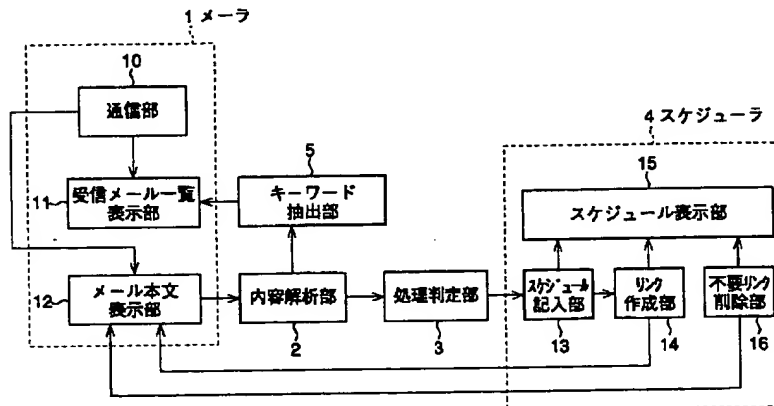 1 メーラ
10
通信部
4 スケジューラ
5
キーワード
抽出部
11
受信メール一覧
表示部
15
スケジュール表示部
12
メール本文
表示部
内容解析部
2
処理判定部
3
スケジュール
記入部
13
リンク
作成部
14
不要リンク
削除部
16